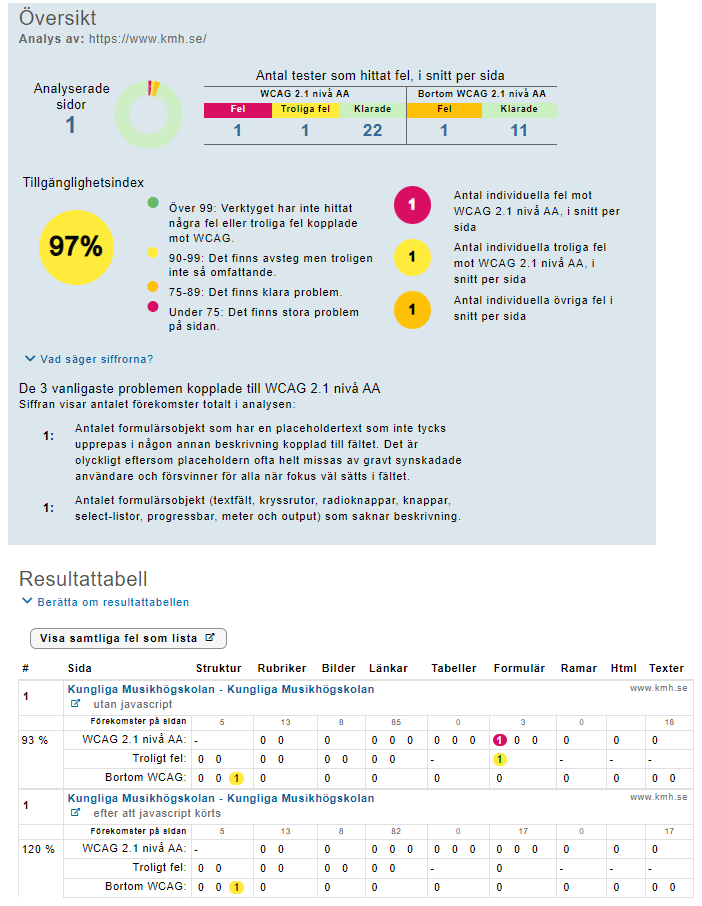 Översikt
Analys av: https://www.kmh.se/
Analyserade sidor
1
Antal tester som hittat fel, i snitt per sida
WCAG 2.1 nivå AA Bortom WCAG 2.1 nivå AA
Fel Troliga fel Klarade Fel Klarade
1 1 22 1 11
Tillgänglighetsindex
97%
Över 99: Verktyget har inte hittat
några fel eller troliga fel kopplade
mot WCAG.
90-99: Det finns avsteg men troligen
inte så omfattande.
75-89: Det finns klara problem.
Under 75: Det finns stora problem
på sidan.
1
Antal individuella fel mot
WCAG 2.1 nivå AA, i snitt per
sida
1
Antal individuella troliga fel
mot WCAG 2.1 nivå AA, i
snitt per sida
1
Antal individuella övriga fel i
snitt per sida
Vad säger siffrorna?
De 3 vanligaste problemen kopplade till WCAG 2.1 nivå AA
Siffran visar antalet förekomster totalt i analysen:
1: Antalet formulärsobjekt som har en placeholdertext som inte tycks
upprepas i någon annan beskrivning kopplad till fältet. Det är
olyckligt eftersom placeholdern ofta helt missas av gravt synskadade
användare och försvinner för alla när fokus väl sätts i fältet.
1: Antalet formulärsobjekt (textfält, kryssrutor, radioknappar, knappar,
select-listor, progressbar, meter och output) som saknar beskrivning.
Resultattabell
Berätta om resultattabellen
Visa samtliga fel som lista
# Sida Struktur Rubriker Bilder Länkar Tabeller Formulär Ramar Html Texter
1 Kungliga Musikhögskolan - Kungliga Musikhögskolan www.kmh.se
utan javascript
Förekomster på sidan 5 13 8 85 0 3 0 18
93 % WCAG 2.1 nivå AA: - 0 0 0 0 0 0 0 0 0 0 1 0 0 0 0 0
Troligt fel: 0 0 0 0 0 0 0 0 - 1 - - -
Bortom WCAG: 0 0 1 0 0 0 0 0 0 0 0 0
1 Kungliga Musikhögskolan - Kungliga Musikhögskolan www.kmh.se
efter att javascript körts
Förekomster på sidan 5 13 8 82 0 17 0 17
120 % WCAG 2.1 nivå AA: - 0 0 0 0 0 0 0 0 0 0 0 0 0 0 0 0
Troligt fel: 0 0 0 0 0 0 0 0 - 0 - - -
Bortom WCAG: 0 0 1 0 0 0 0 0 0 0 0 0